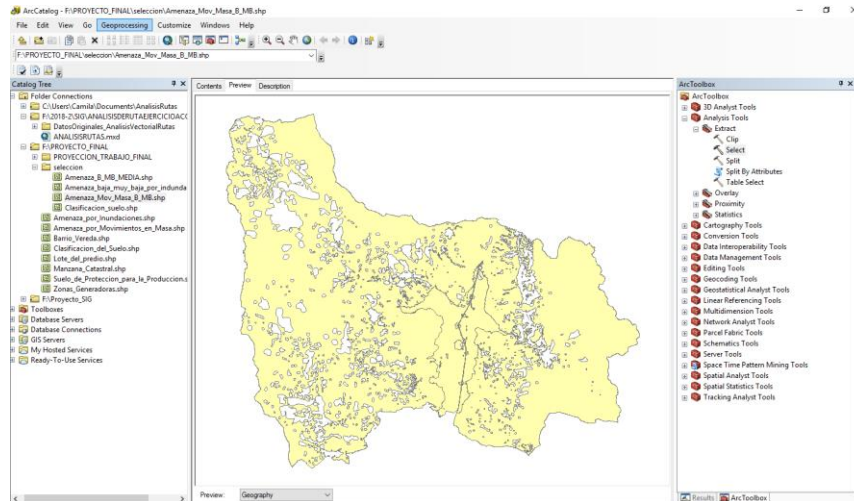 ArcCatalog - F:\PROYECTO_FINAL\seleccion\Amenaza_Mov_Masa_B_MB.shp
File Edit View Go Geoprocessing Customize Windows Help
F:\PROYECTO_FINAL\seleccion\Amenaza_Mov_Masa_B_MB.shp
Catalog Tree
Folder Connections
C:\Users\Camila\Documents\AnalisisRutas
F:\2018-2\SIG\ANALISISDERUTAEJERCICIOACC
DatosOriginales_AnalisisVectorialRutas
ANALISISRUTAS.mxd
F:\PROYECTO_FINAL
PROYECCION_TRABAJO_FINAL
seleccion
Amenaza_B_MB_MEDIA.shp
Amenaza_baja_muy_baja_por_indunda
Amenaza_Mov_Masa_B_MB.shp
Clasificacion_suelo.shp
Amenaza_por_Inundaciones.shp
Amenaza_por_Movimientos_en_Masa.shp
Barrio_Vereda.shp
Clasificacion_del_Suelo.shp
Lote_del_predio.shp
Manzana_Catastral.shp
Suelo_de_Proteccion_para_la_Produccion.s
Zonas_Generadoras.shp
F:\Proyecto_SIG
Toolboxes
Database Servers
Database Connections
GIS Servers
My Hosted Services
Ready-To-Use Services
Contents Preview Description
Preview: Geography
ArcToolbox
ArcToolbox
3D Analyst Tools
Analysis Tools
Extract
Clip
Select
Split
Split By Attributes
Table Select
Overlay
Proximity
Statistics
Cartography Tools
Conversion Tools
Data Interoperability Tools
Data Management Tools
Editing Tools
Geocoding Tools
Geostatistical Analyst Tools
Linear Referencing Tools
Multidimension Tools
Network Analyst Tools
Parcel Fabric Tools
Schematics Tools
Server Tools
Space Time Pattern Mining Tools
Spatial Analyst Tools
Spatial Statistics Tools
Tracking Analyst Tools
Results ArcToolbox